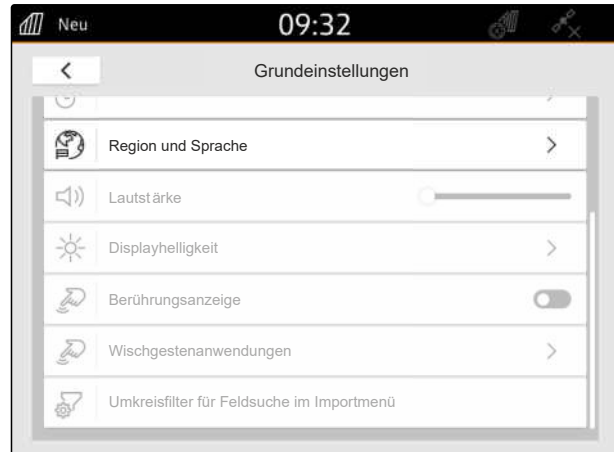 Neu
09:32
Grundeinstellungen
Region und Sprache
Lautstärke
Displayhelligkeit
Berührungsanzeige
Wischgestenanwendungen
Umkreisfilter für Feldsuche im Importmenü